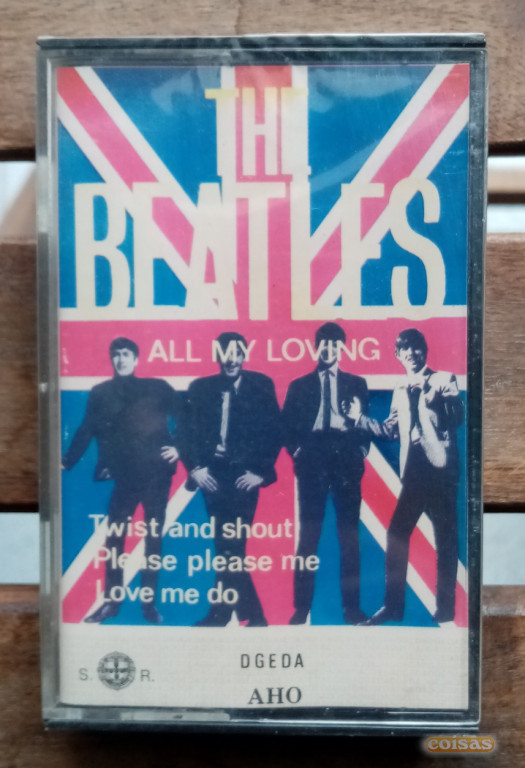 THE
BEATLES
ALL MY LOVING
Twist and shout
Please please me
Love me do
DGEDA
S. R.
AHO
coisas